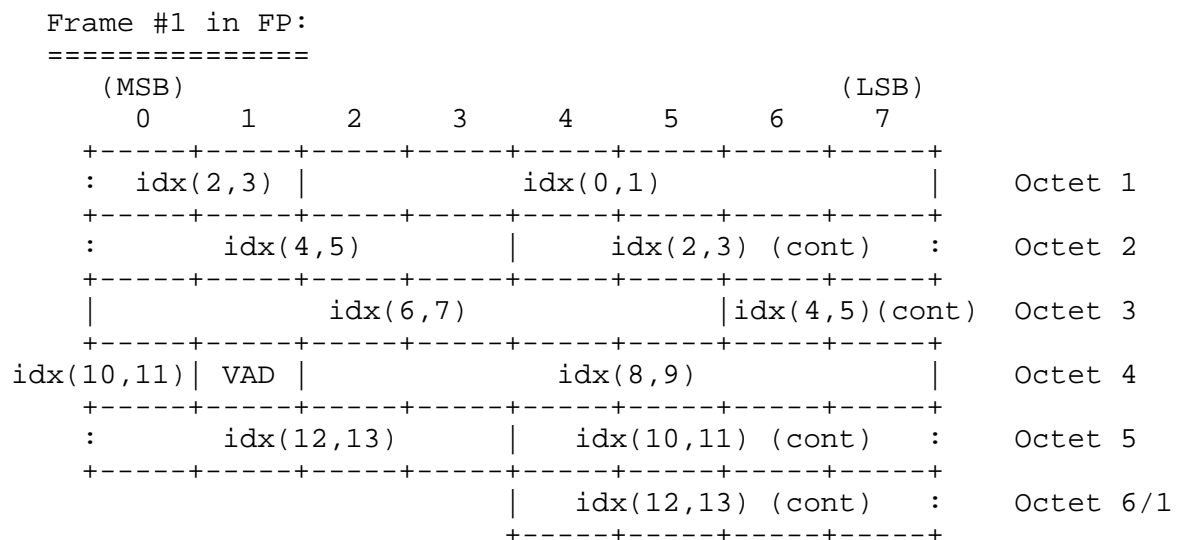 Frame #1 in FP:
===============
(MSB)                                  (LSB)
0     1     2     3     4     5     6     7
+-----+-----+-----+-----+-----+-----+-----+-----+
:  idx(2,3) |            idx(0,1)               |    Octet 1
+-----+-----+-----+-----+-----+-----+-----+-----+
:       idx(4,5)        |     idx(2,3) (cont)   :    Octet 2
+-----+-----+-----+-----+-----+-----+-----+-----+
|             idx(6,7)              |idx(4,5)(cont)  Octet 3
+-----+-----+-----+-----+-----+-----+-----+-----+
idx(10,11)| VAD |              idx(8,9)             |    Octet 4
+-----+-----+-----+-----+-----+-----+-----+-----+
:       idx(12,13)      |   idx(10,11) (cont)   :    Octet 5
+-----+-----+-----+-----+-----+-----+-----+-----+
|   idx(12,13) (cont)   :    Octet 6/1
+-----+-----+-----+-----+